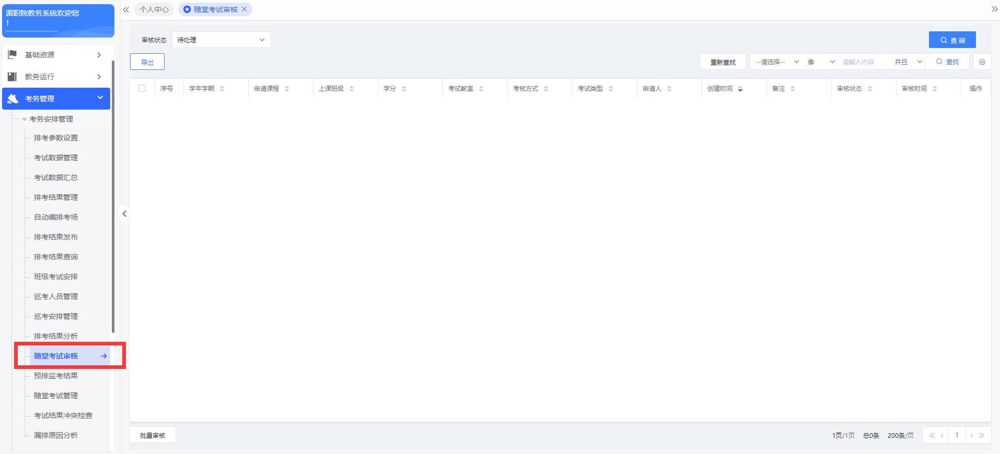 湄职院教务系统欢迎您
！
个人中心
随堂考试审核
基础资源
教务运行
考务管理
考务安排管理
排考参数设置
考试数据管理
考试数据汇总
排考结果管理
自动编排考场
排考结果发布
排考结果查询
班级考试安排
巡考人员管理
巡考安排管理
排考结果分析
随堂考试审核
预排监考结果
随堂考试管理
考试结果冲突检查
漏排原因分析
审核状态 待处理
查 询
导出
重新查找 --请选择-- 像 请输入内容 并且 查找
序号 学年学期 申请课程 上课班级 学分 考试教室 考核方式 考试类型 申请人 创建时间 备注 审核状态 审核时间 操作
批量审核
1页/1页 总0条 200条/页 1